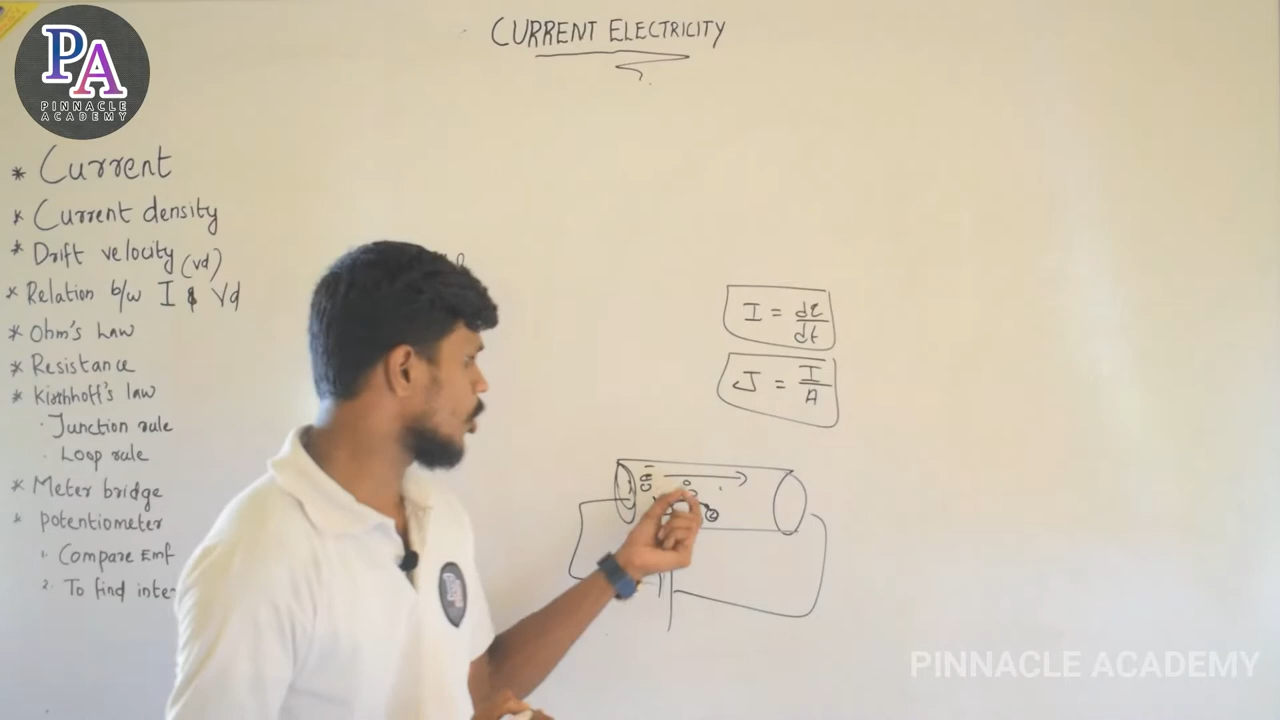 PA
PINNACLE
ACADEMY
CURRENT ELECTRICITY
* Current
* Current density
* Drift velocity (vd)
* Relation b/w I & Vd
* Ohm's Law
* Resistance
* Kirchhoff's law
· Junction rule
· Loop rule
* Meter bridge
* potentiometer
1. Compare Emf
2. To find inte
I = dq/dt
J = I/A
PINNACLE ACADEMY